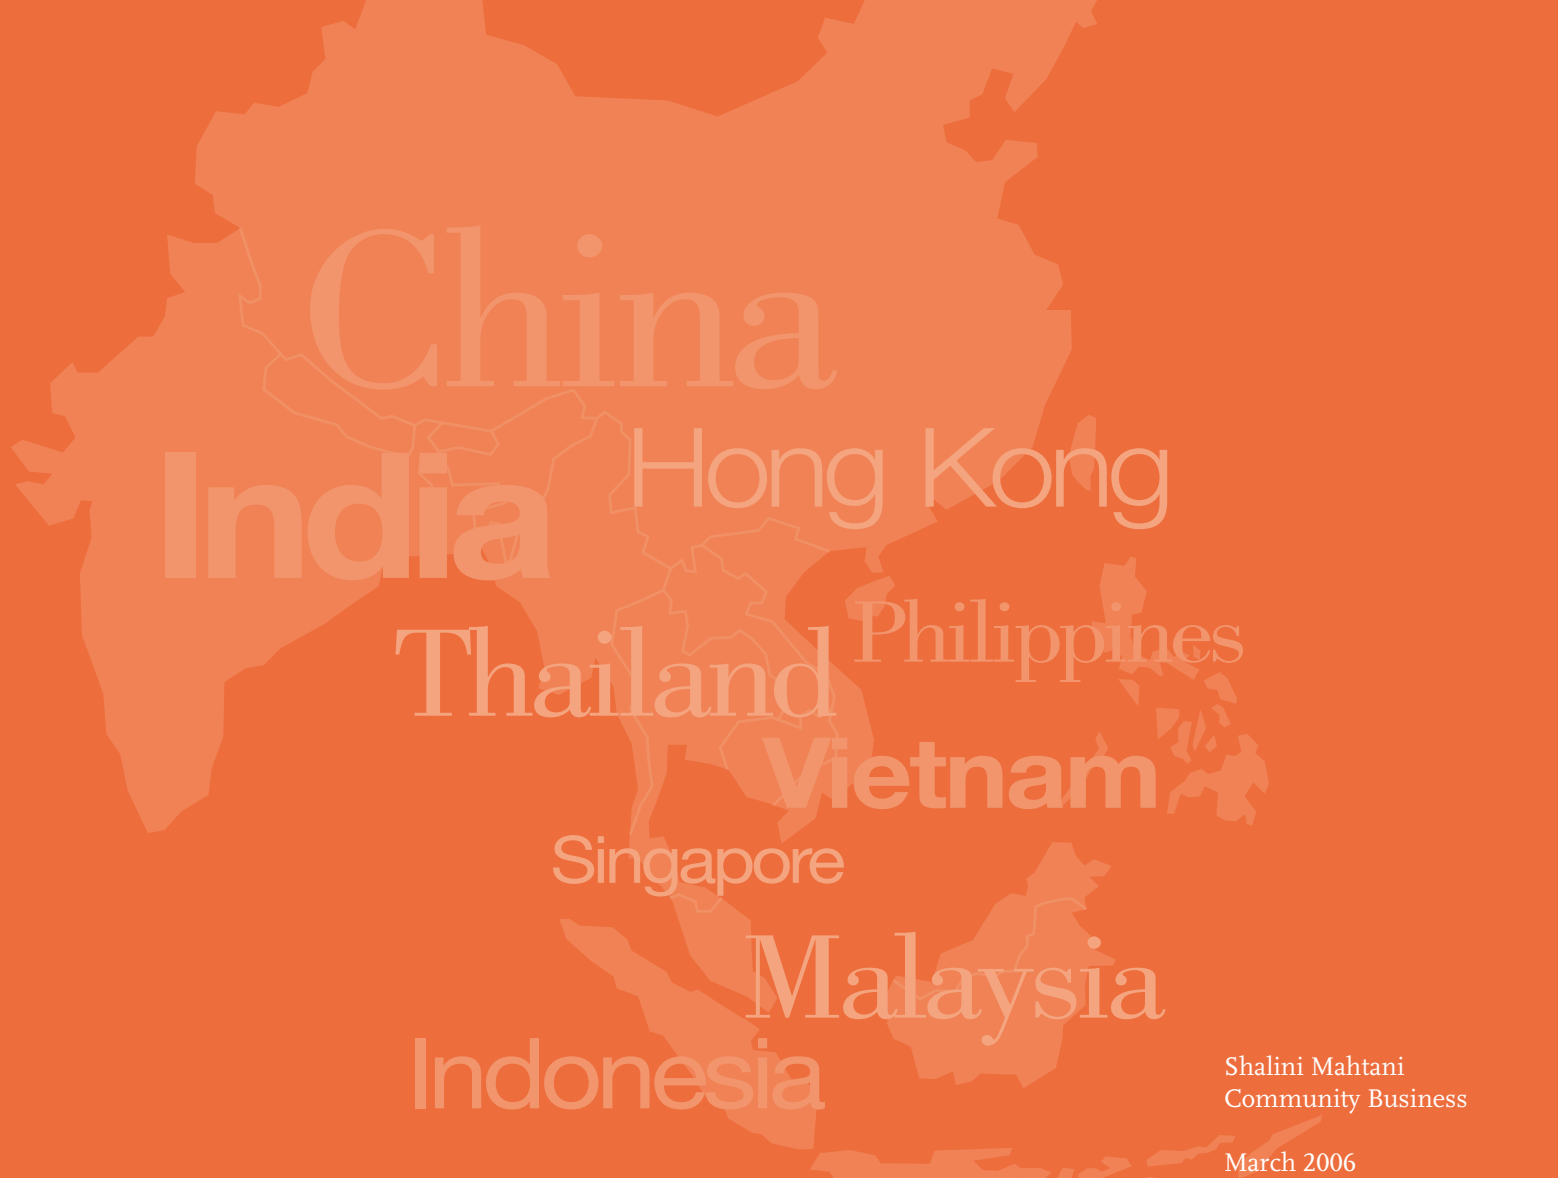 China
India
Hong Kong
Thailand
Philippines
Vietnam
Singapore
Malaysia
Indonesia
Shalini Mahtani
Community Business
March 2006